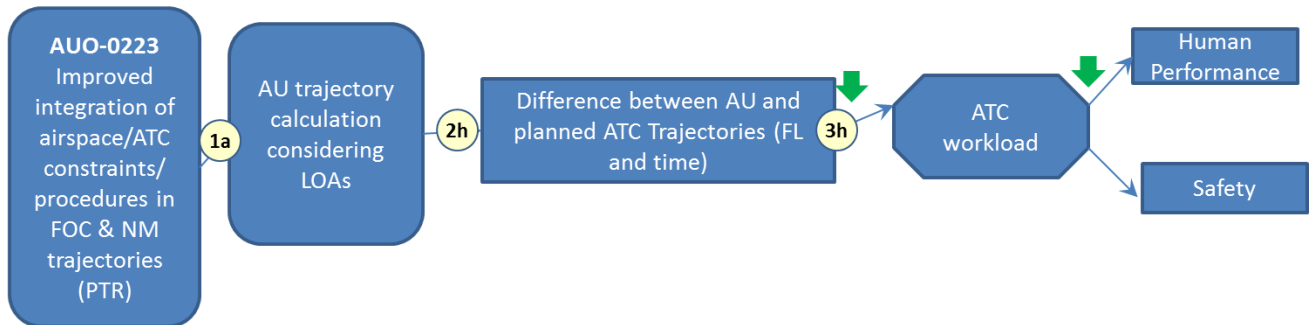 AUO-0223
Improved
integration of
airspace/ATC
constraints/
procedures in
FOC & NM
trajectories
(PTR)
1a
AU trajectory
calculation
considering
LOAs
2h
Difference between AU and
planned ATC Trajectories (FL
and time)
3h
ATC
workload
Human
Performance
Safety